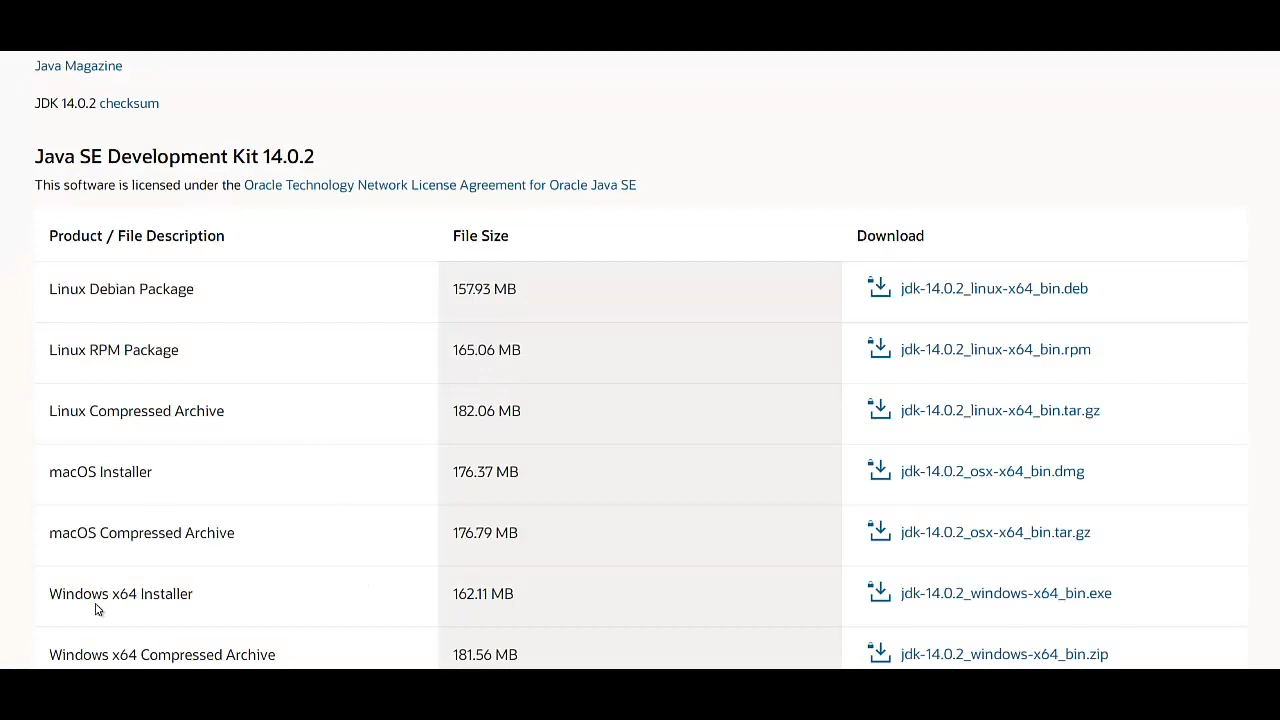 Java Magazine
JDK 14.0.2 checksum
Java SE Development Kit 14.0.2
This software is licensed under the Oracle Technology Network License Agreement for Oracle Java SE
Product / File Description File Size Download
Linux Debian Package 157.93 MB jdk-14.0.2_linux-x64_bin.deb
Linux RPM Package 165.06 MB jdk-14.0.2_linux-x64_bin.rpm
Linux Compressed Archive 182.06 MB jdk-14.0.2_linux-x64_bin.tar.gz
macOS Installer 176.37 MB jdk-14.0.2_osx-x64_bin.dmg
macOS Compressed Archive 176.79 MB jdk-14.0.2_osx-x64_bin.tar.gz
Windows x64 Installer 162.11 MB jdk-14.0.2_windows-x64_bin.exe
Windows x64 Compressed Archive 181.56 MB jdk-14.0.2_windows-x64_bin.zip